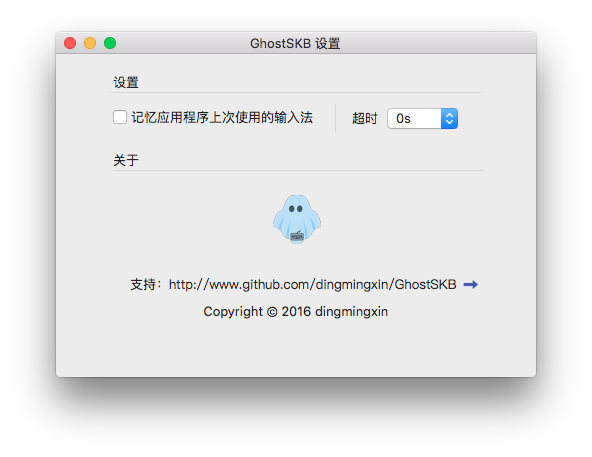 GhostSKB 设置
设置
记忆应用程序上次使用的输入法 超时 0s
关于
支持：http://www.github.com/dingmingxin/GhostSKB
Copyright © 2016 dingmingxin